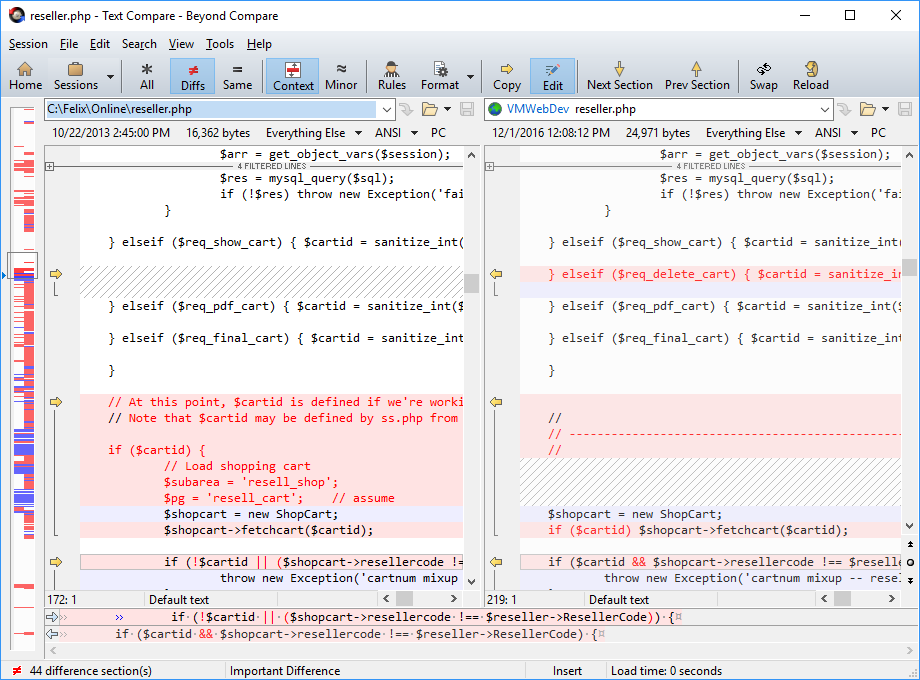 reseller.php - Text Compare - Beyond Compare
Session File Edit Search View Tools Help
Home Sessions All Diffs Same Context Minor Rules Format Copy Edit Next Section Prev Section Swap Reload
C:\Felix\Online\reseller.php
VMWebDev reseller.php
10/22/2013 2:45:00 PM 16,362 bytes Everything Else ANSI PC
12/1/2016 12:08:12 PM 24,971 bytes Everything Else ANSI PC
$arr = get_object_vars($session);
4 FILTERED LINES
$res = mysql_query($sql);
if (!$res) throw new Exception('fai
}
} elseif ($req_show_cart) { $cartid = sanitize_int(
} elseif ($req_pdf_cart) { $cartid = sanitize_int($
} elseif ($req_final_cart) { $cartid = sanitize_int
}
// At this point, $cartid is defined if we're worki
// Note that $cartid may be defined by ss.php from
if ($cartid) {
// Load shopping cart
$subarea = 'resell_shop';
$pg = 'resell_cart'; // assume
$shopcart = new ShopCart;
$shopcart->fetchcart($cartid);
if (!$cartid || ($shopcart->resellercode !=
throw new Exception('cartnum mixup
172: 1 Default text
$arr = get_object_vars($session);
4 FILTERED LINES
$res = mysql_query($sql);
if (!$res) throw new Exception('fai
}
} elseif ($req_show_cart) { $cartid = sanitize_int(
} elseif ($req_delete_cart) { $cartid = sanitize_in
} elseif ($req_pdf_cart) { $cartid = sanitize_int($
} elseif ($req_final_cart) { $cartid = sanitize_int
}
//
// -----------------------------------------------
//
$shopcart = new ShopCart;
if ($cartid) $shopcart->fetchcart($cartid);
if ($cartid && $shopcart->resellercode !== $reselle
throw new Exception('cartnum mixup -- rese
219: 1 Default text
» » if·(!$cartid·||·($shopcart->resellercode·!==·$reseller->ResellerCode))·{¤
» if·($cartid·&&·$shopcart->resellercode·!==·$reseller->ResellerCode)·{¤
44 difference section(s) Important Difference Insert Load time: 0 seconds